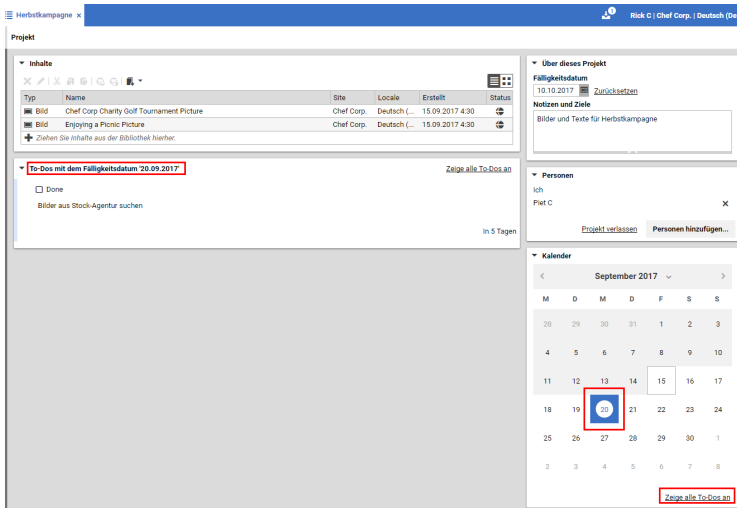 Herbstkampagne ×
1
Rick C | Chef Corp. | Deutsch (De
Projekt
Inhalte
Typ Name Site Locale Erstellt Status
Bild Chef Corp Charity Golf Tournament Picture Chef Corp. Deutsch (... 15.09.2017 4:30
Bild Enjoying a Picnic Picture Chef Corp. Deutsch (... 15.09.2017 4:30
Ziehen Sie Inhalte aus der Bibliothek hierher.
To-Dos mit dem Fälligkeitsdatum '20.09.2017' Zeige alle To-Dos an
Done
Bilder aus Stock-Agentur suchen
In 5 Tagen
Über dieses Projekt
Fälligkeitsdatum
10.10.2017 Zurücksetzen
Notizen und Ziele
Bilder und Texte für Herbstkampagne
Personen
Ich
Piet C
Projekt verlassen Personen hinzufügen...
Kalender
September 2017
M D M D F S S
28 29 30 31 1 2 3
4 5 6 7 8 9 10
11 12 13 14 15 16 17
18 19 20 21 22 23 24
25 26 27 28 29 30 1
2 3 4 5 6 7 8
Zeige alle To-Dos an